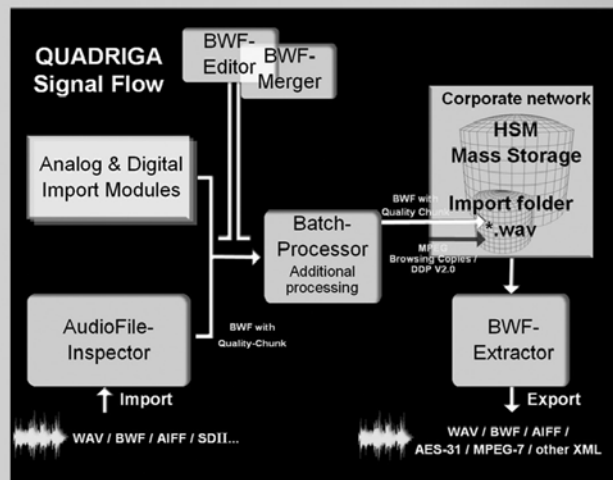 QUADRIGA
Signal Flow
BWF-
Editor
BWF-
Merger
Corporate network
HSM
Mass Storage
Import folder
*.wav
Analog & Digital
Import Modules
BWF with
Quality Chunk
Batch-
Processor
Additional
processing
MPEG
Browsing Copies /
DDP V2.0
AudioFile-
Inspector
BWF with
Quality-Chunk
BWF-
Extractor
Import
Export
WAV / BWF / AIFF / SDII...
WAV / BWF / AIFF /
AES-31 / MPEG-7 / other XML